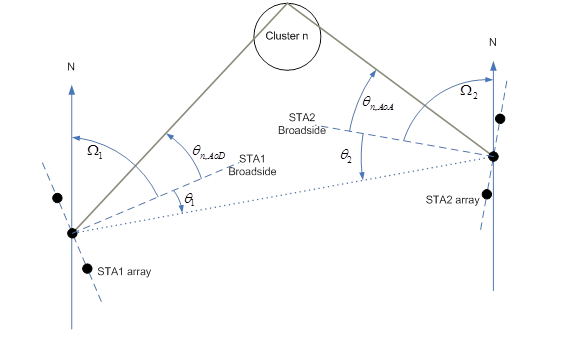 Cluster n
N
N
Ω₂
θn,AoA
STA2
Broadside
Ω₁
θn,AoD
STA1
Broadside
θ₂
θ₁
STA2 array
STA1 array